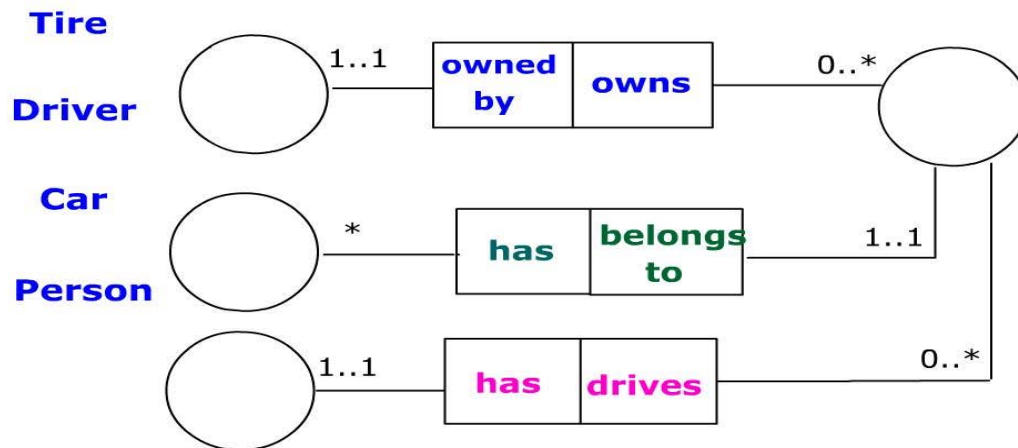 Tire
Driver
Car
Person
1..1
owned
by
owns
0..*
*
has
belongs
to
1..1
1..1
has
drives
0..*